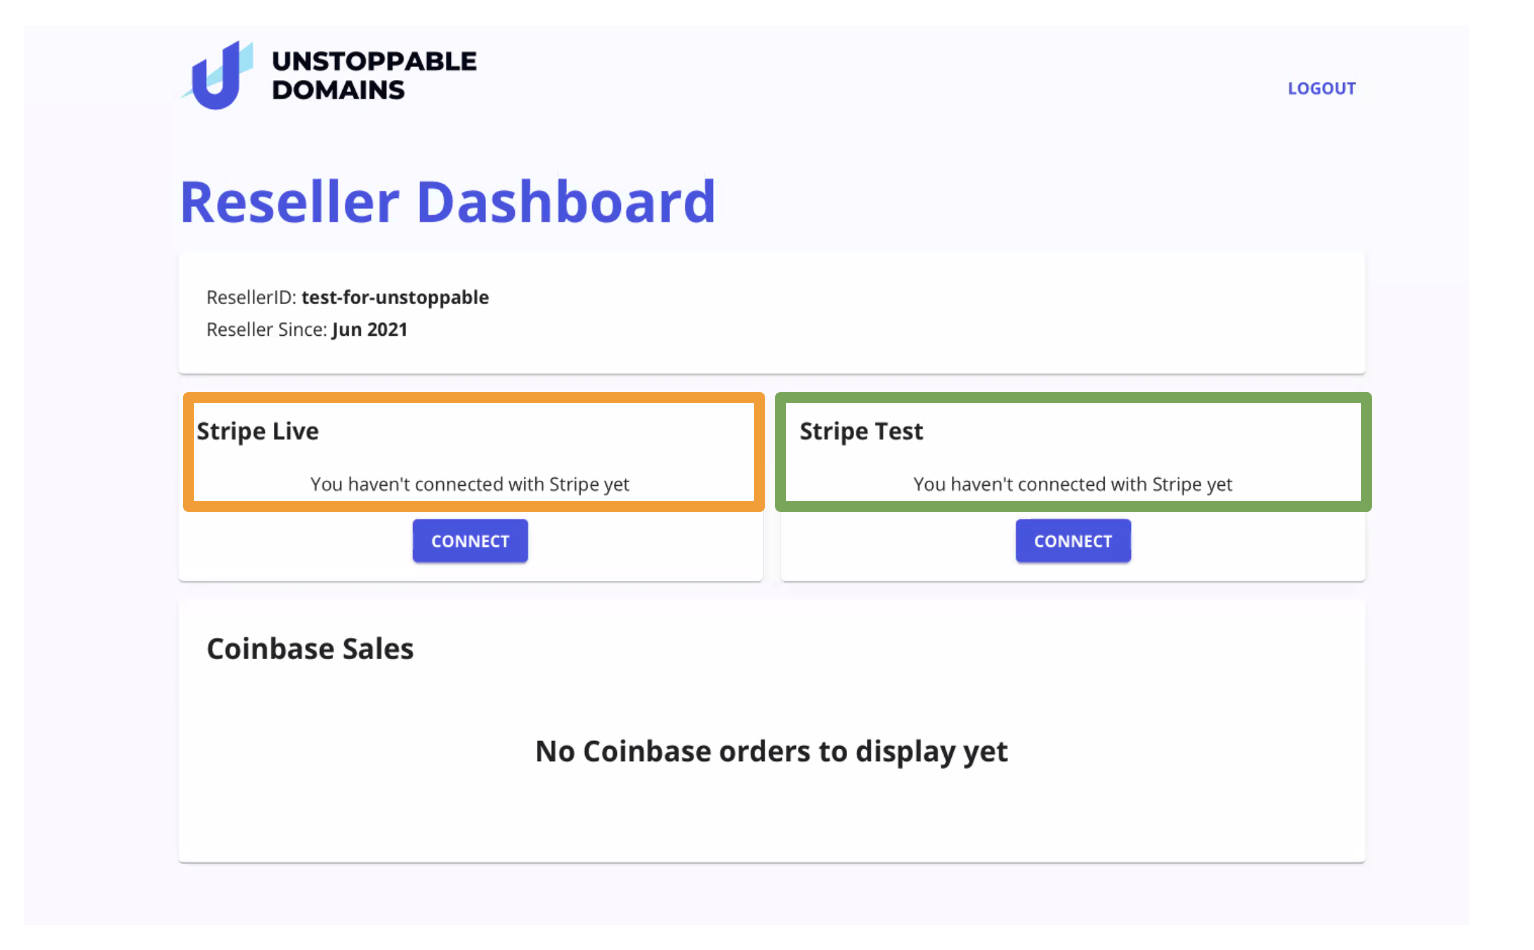 UNSTOPPABLE
DOMAINS
LOGOUT
Reseller Dashboard
ResellerID: test-for-unstoppable
Reseller Since: Jun 2021
Stripe Live
You haven't connected with Stripe yet
CONNECT
Stripe Test
You haven't connected with Stripe yet
CONNECT
Coinbase Sales
No Coinbase orders to display yet